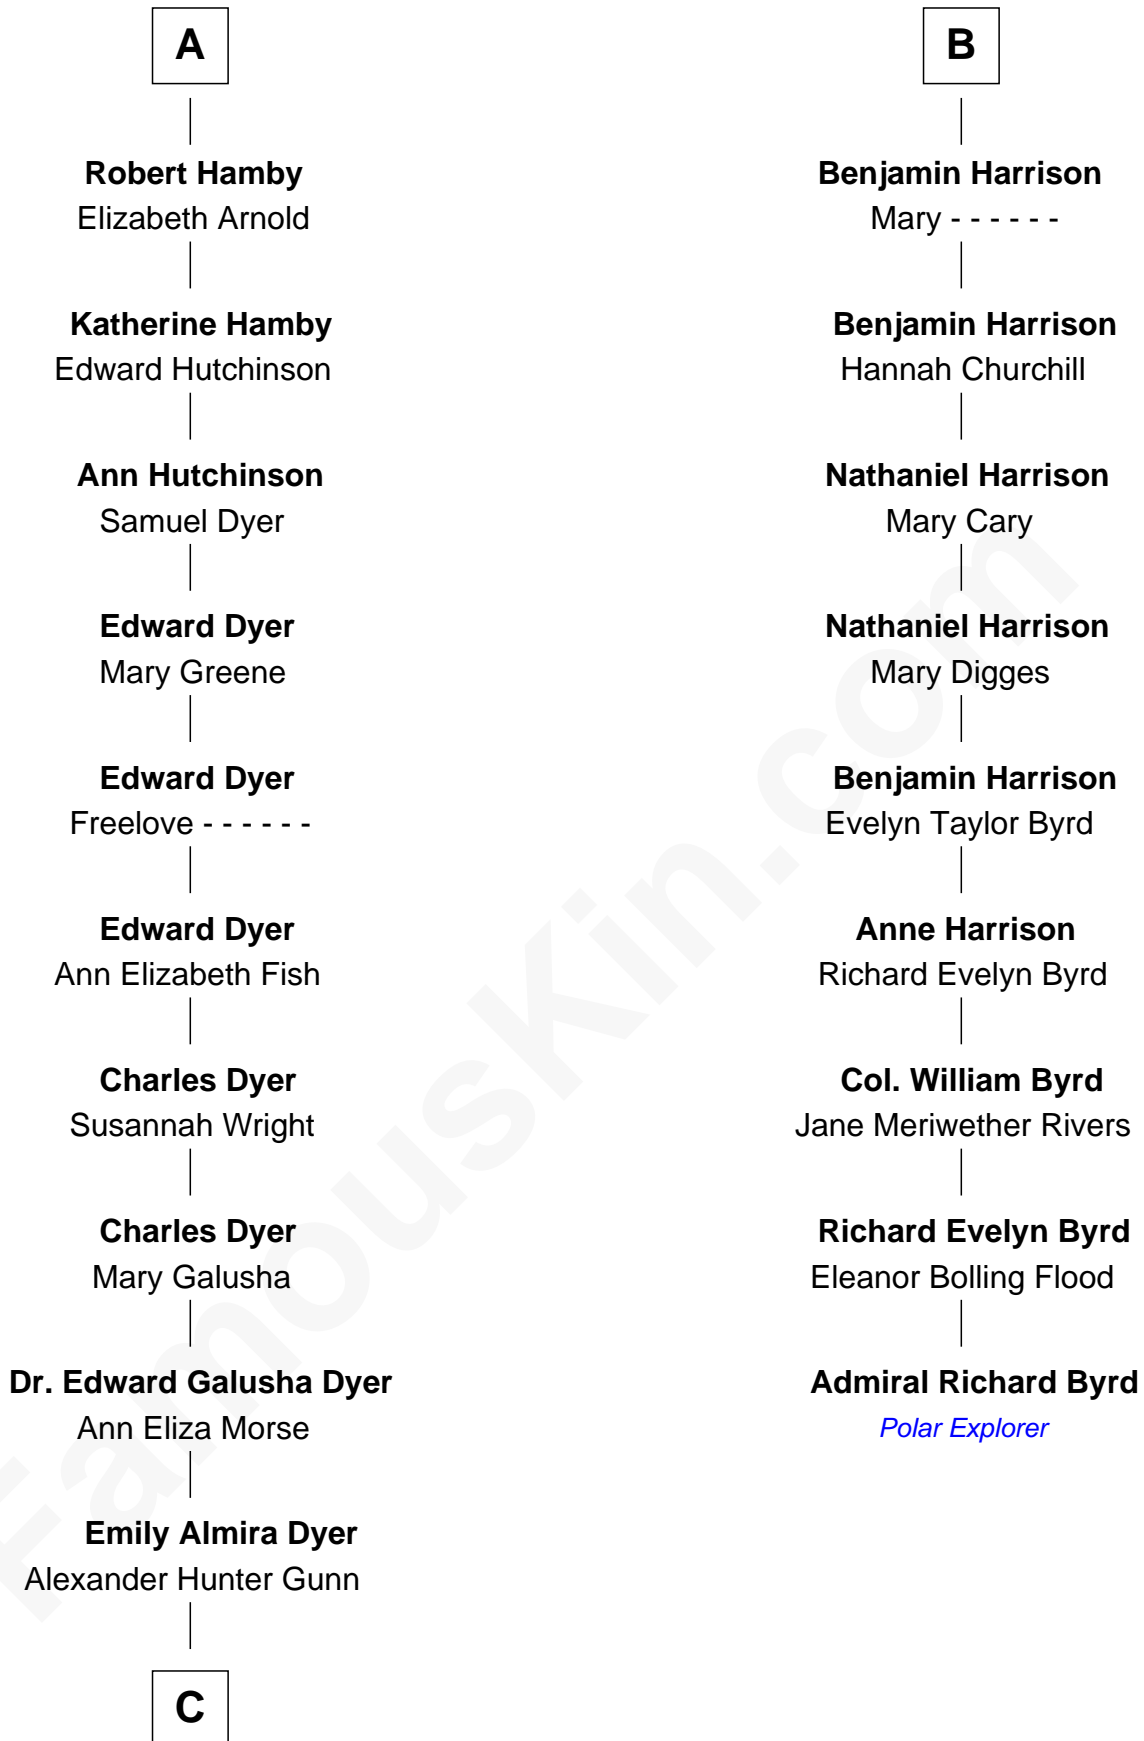 A
Robert Hamby
Elizabeth Arnold
Katherine Hamby
Edward Hutchinson
Ann Hutchinson
Samuel Dyer
Edward Dyer
Mary Greene
Edward Dyer
Freelove - - - - - -
Edward Dyer
Ann Elizabeth Fish
Charles Dyer
Susannah Wright
Charles Dyer
Mary Galusha
Dr. Edward Galusha Dyer
Ann Eliza Morse
Emily Almira Dyer
Alexander Hunter Gunn
C
B
Benjamin Harrison
Mary - - - - - -
Benjamin Harrison
Hannah Churchill
Nathaniel Harrison
Mary Cary
Nathaniel Harrison
Mary Digges
Benjamin Harrison
Evelyn Taylor Byrd
Anne Harrison
Richard Evelyn Byrd
Col. William Byrd
Jane Meriwether Rivers
Richard Evelyn Byrd
Eleanor Bolling Flood
Admiral Richard Byrd
Polar Explorer
FamousKin.com